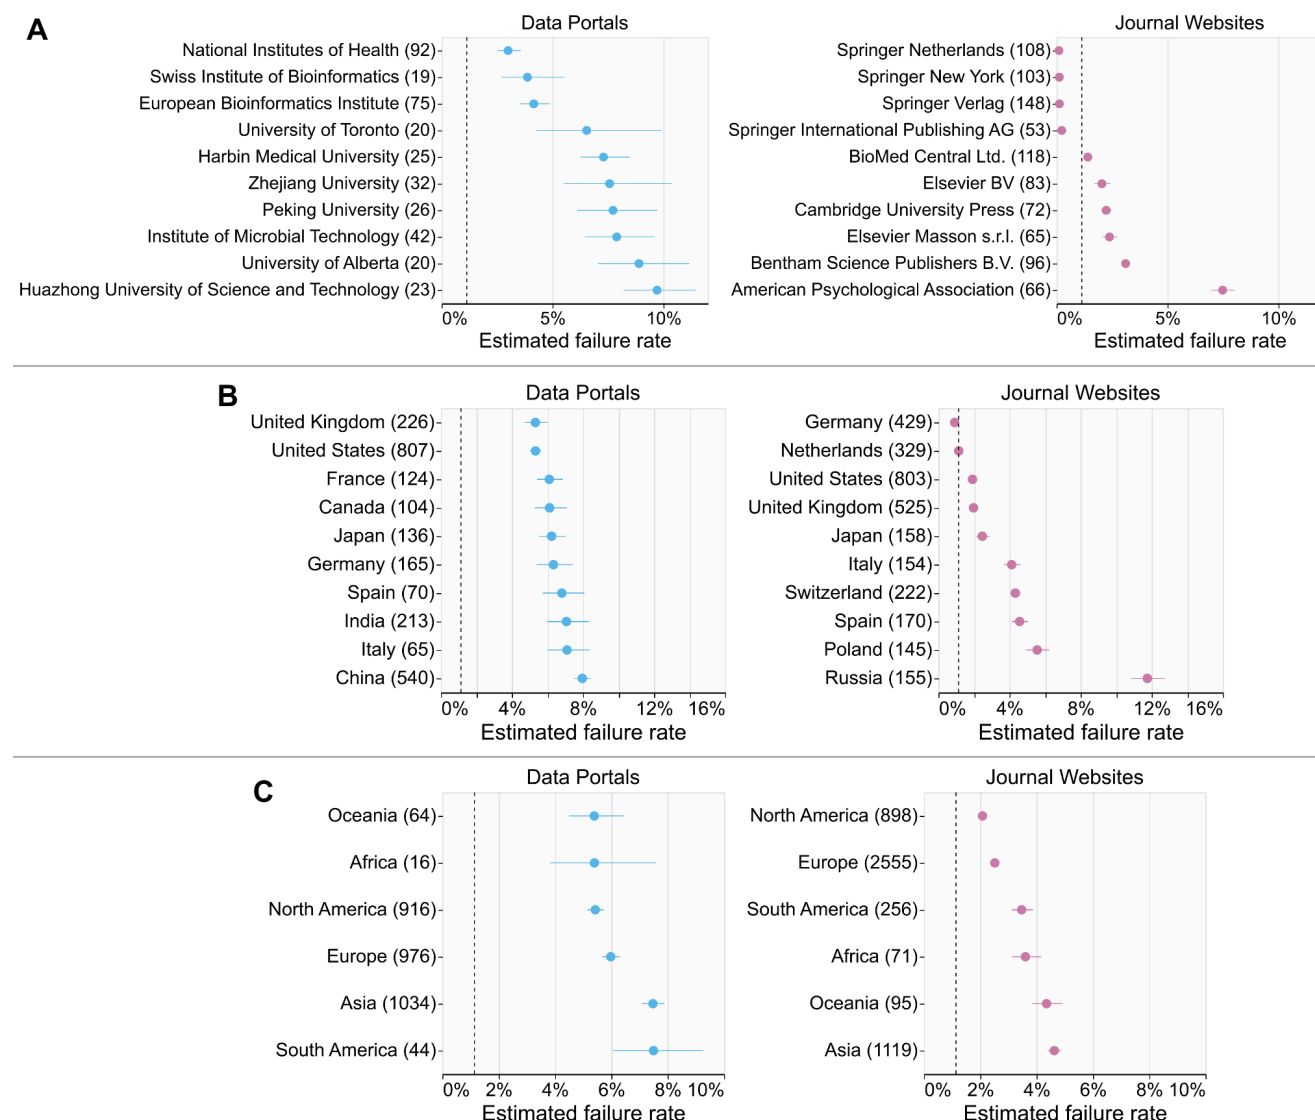 A
Data Portals
National Institutes of Health (92)
Swiss Institute of Bioinformatics (19)
European Bioinformatics Institute (75)
University of Toronto (20)
Harbin Medical University (25)
Zhejiang University (32)
Peking University (26)
Institute of Microbial Technology (42)
University of Alberta (20)
Huazhong University of Science and Technology (23)
0% 5% 10%
Estimated failure rate
Journal Websites
Springer Netherlands (108)
Springer New York (103)
Springer Verlag (148)
Springer International Publishing AG (53)
BioMed Central Ltd. (118)
Elsevier BV (83)
Cambridge University Press (72)
Elsevier Masson s.r.l. (65)
Bentham Science Publishers B.V. (96)
American Psychological Association (66)
0% 5% 10%
Estimated failure rate
B
Data Portals
United Kingdom (226)
United States (807)
France (124)
Canada (104)
Japan (136)
Germany (165)
Spain (70)
India (213)
Italy (65)
China (540)
0% 4% 8% 12% 16%
Estimated failure rate
Journal Websites
Germany (429)
Netherlands (329)
United States (803)
United Kingdom (525)
Japan (158)
Italy (154)
Switzerland (222)
Spain (170)
Poland (145)
Russia (155)
0% 4% 8% 12% 16%
Estimated failure rate
C
Data Portals
Oceania (64)
Africa (16)
North America (916)
Europe (976)
Asia (1034)
South America (44)
0% 2% 4% 6% 8% 10%
Estimated failure rate
Journal Websites
North America (898)
Europe (2555)
South America (256)
Africa (71)
Oceania (95)
Asia (1119)
0% 2% 4% 6% 8% 10%
Estimated failure rate